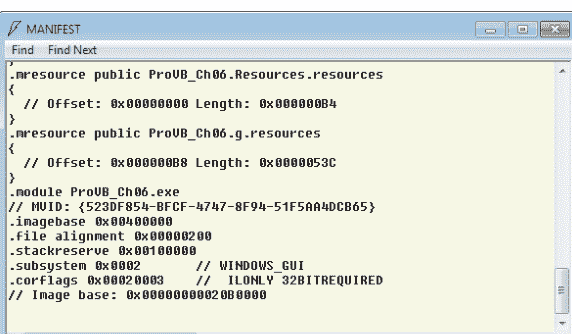 MANIFEST
Find Find Next
}
.mresource public ProVB_Ch06.Resources.resources
{
// Offset: 0x00000000 Length: 0x000000B4
}
.mresource public ProVB_Ch06.g.resources
{
// Offset: 0x000000B8 Length: 0x0000053C
}
.module ProVB_Ch06.exe
// MVID: {523DF854-BFCF-4747-8F94-51F5AA4DCB65}
.imagebase 0x00400000
.file alignment 0x00000200
.stackreserve 0x00100000
.subsystem 0x0002 // WINDOWS_GUI
.corflags 0x00020003 // ILONLY 32BITREQUIRED
// Image base: 0x00000000020B0000